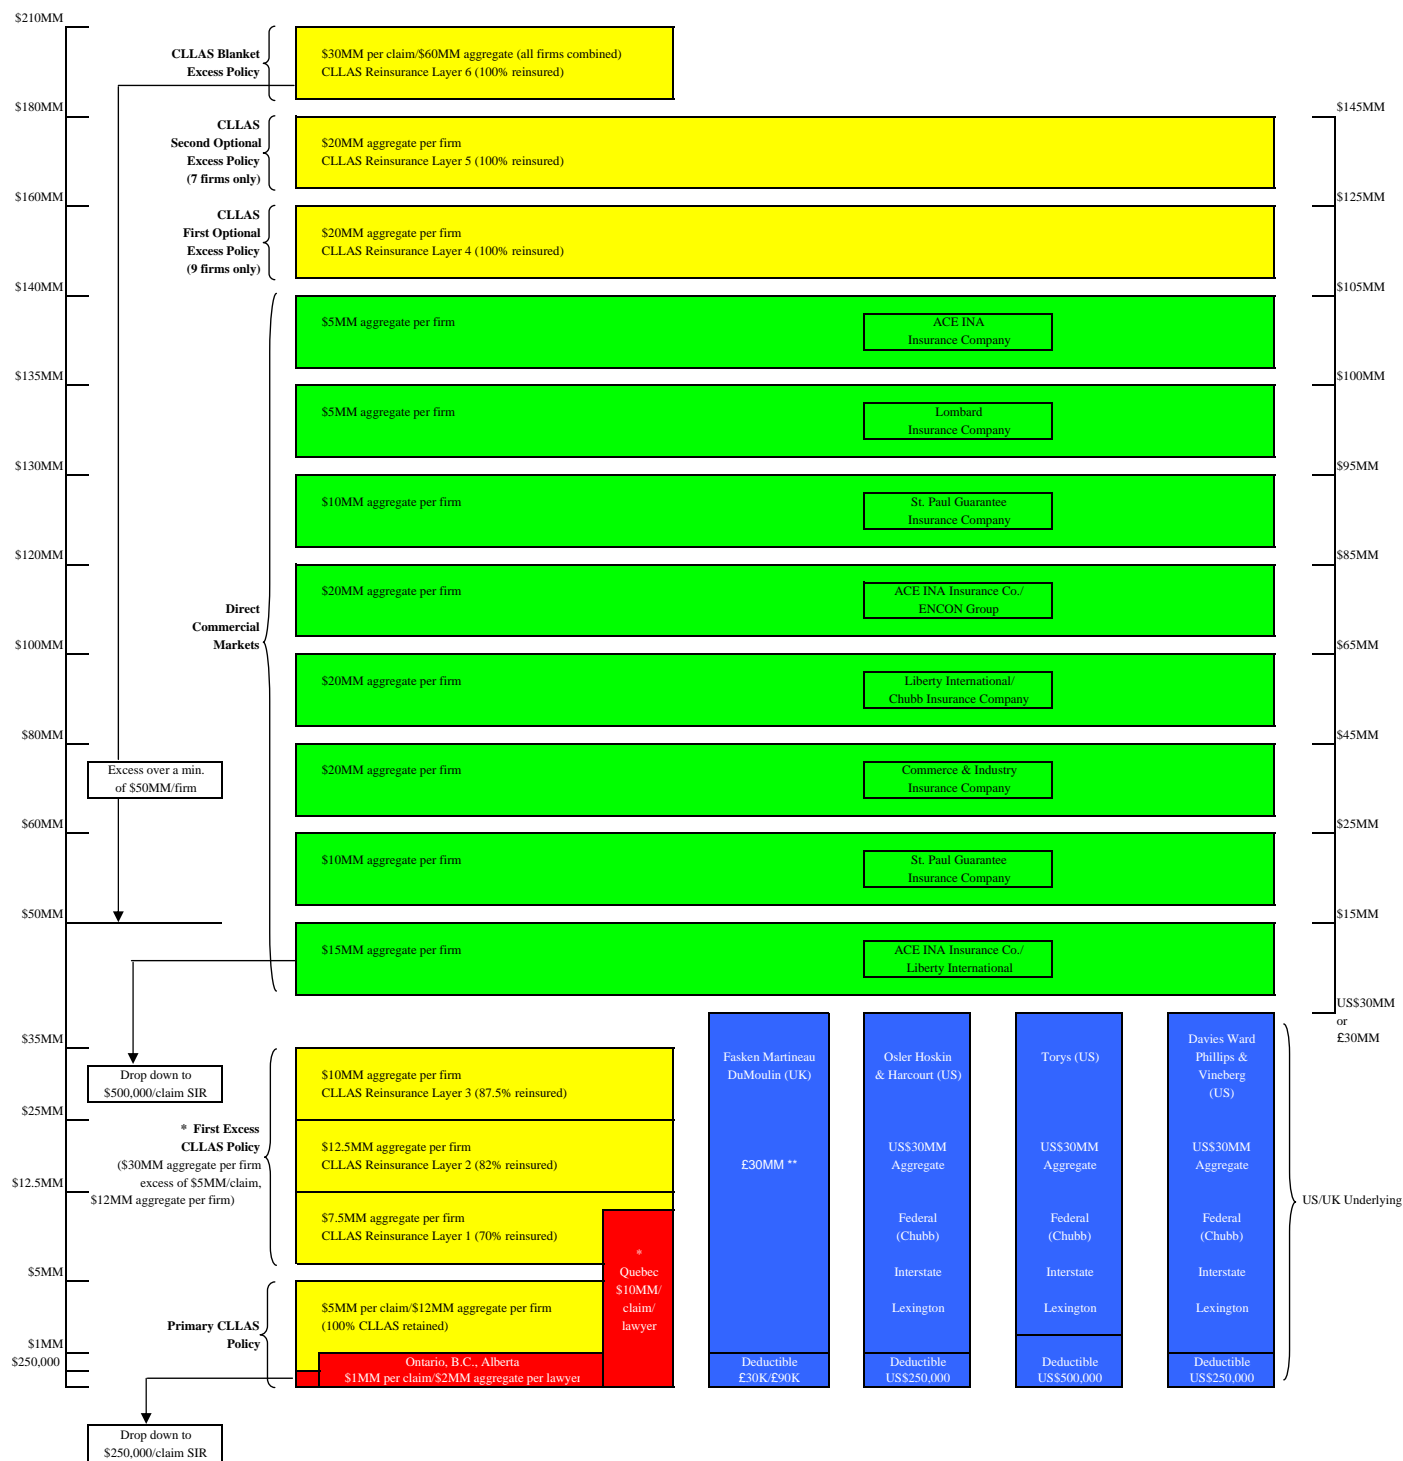 $210MM
CLLAS Blanket
Excess Policy
$30MM per claim/$60MM aggregate (all firms combined)
CLLAS Reinsurance Layer 6 (100% reinsured)
$180MM
$145MM
CLLAS
Second Optional
Excess Policy
(7 firms only)
$20MM aggregate per firm
CLLAS Reinsurance Layer 5 (100% reinsured)
$160MM
$125MM
CLLAS
First Optional
Excess Policy
(9 firms only)
$20MM aggregate per firm
CLLAS Reinsurance Layer 4 (100% reinsured)
$140MM
$105MM
$5MM aggregate per firm
ACE INA
Insurance Company
$135MM
$100MM
$5MM aggregate per firm
Lombard
Insurance Company
$130MM
$95MM
$10MM aggregate per firm
St. Paul Guarantee
Insurance Company
$120MM
$85MM
Direct
Commercial
Markets
$20MM aggregate per firm
ACE INA Insurance Co./
ENCON Group
$100MM
$65MM
$20MM aggregate per firm
Liberty International/
Chubb Insurance Company
$80MM
$45MM
Excess over a min.
of $50MM/firm
$20MM aggregate per firm
Commerce & Industry
Insurance Company
$60MM
$25MM
$10MM aggregate per firm
St. Paul Guarantee
Insurance Company
$50MM
$15MM
$15MM aggregate per firm
ACE INA Insurance Co./
Liberty International
US$30MM
or
£30MM
$35MM
Drop down to
$500,000/claim SIR
$10MM aggregate per firm
CLLAS Reinsurance Layer 3 (87.5% reinsured)
$25MM
* First Excess
CLLAS Policy
($30MM aggregate per firm
excess of $5MM/claim,
$12MM aggregate per firm)
$12.5MM aggregate per firm
CLLAS Reinsurance Layer 2 (82% reinsured)
$12.5MM
$7.5MM aggregate per firm
CLLAS Reinsurance Layer 1 (70% reinsured)
$5MM
Primary CLLAS
Policy
$5MM per claim/$12MM aggregate per firm
(100% CLLAS retained)
*
Quebec
$10MM/
claim/
lawyer
$1MM
$250,000
Ontario, B.C., Alberta
$1MM per claim/$2MM aggregate per lawyer
Drop down to
$250,000/claim SIR
Fasken Martineau
DuMoulin (UK)
£30MM **
Deductible
£30K/£90K
Osler Hoskin
& Harcourt (US)
US$30MM
Aggregate
Federal
(Chubb)
Interstate
Lexington
Deductible
US$250,000
Torys (US)
US$30MM
Aggregate
Federal
(Chubb)
Interstate
Lexington
Deductible
US$500,000
Davies Ward
Phillips &
Vineberg
(US)
US$30MM
Aggregate
Federal
(Chubb)
Interstate
Lexington
Deductible
US$250,000
US/UK Underlying